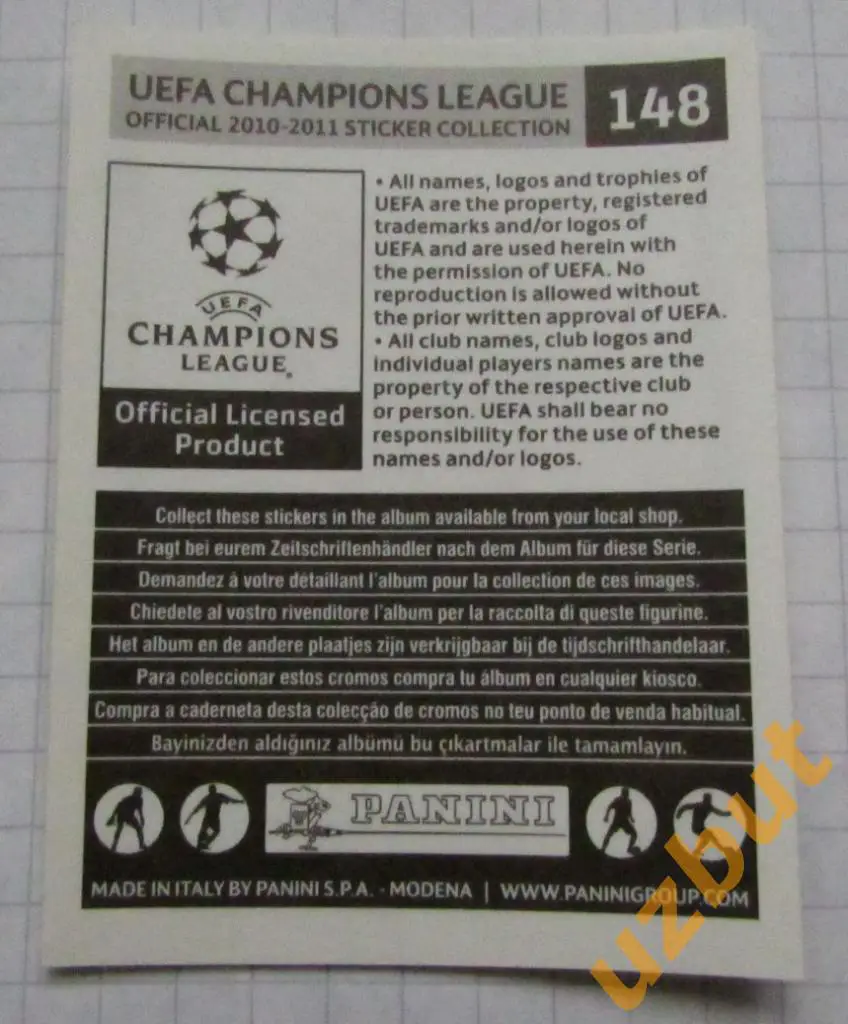 UEFA CHAMPIONS LEAGUE
OFFICIAL 2010-2011 STICKER COLLECTION
148
UEFA
CHAMPIONS
LEAGUE
Official Licensed
Product
• All names, logos and trophies of
UEFA are the property, registered
trademarks and/or logos of
UEFA and are used herein with
the permission of UEFA. No
reproduction is allowed without
the prior written approval of UEFA.
• All club names, club logos and
individual players names are the
property of the respective club
or person. UEFA shall bear no
responsibility for the use of these
names and/or logos.
Collect these stickers in the album available from your local shop.
Fragt bei eurem Zeitschriftenhändler nach dem Album für diese Serie.
Demandez à votre détaillant l'album pour la collection de ces images.
Chiedete al vostro rivenditore l'album per la raccolta di queste figurine.
Het album en de andere plaatjes zijn verkrijgbaar bij de tijdschrifthandelaar.
Para coleccionar estos cromos compra tu álbum en cualquier kiosco.
Compra a caderneta desta colecção de cromos no teu ponto de venda habitual.
Bayinizden aldığınız albümü bu çıkartmalar ile tamamlayın.
PANINI
MADE IN ITALY BY PANINI S.P.A. - MODENA | WWW.PANINIGROUP.COM
uzbut